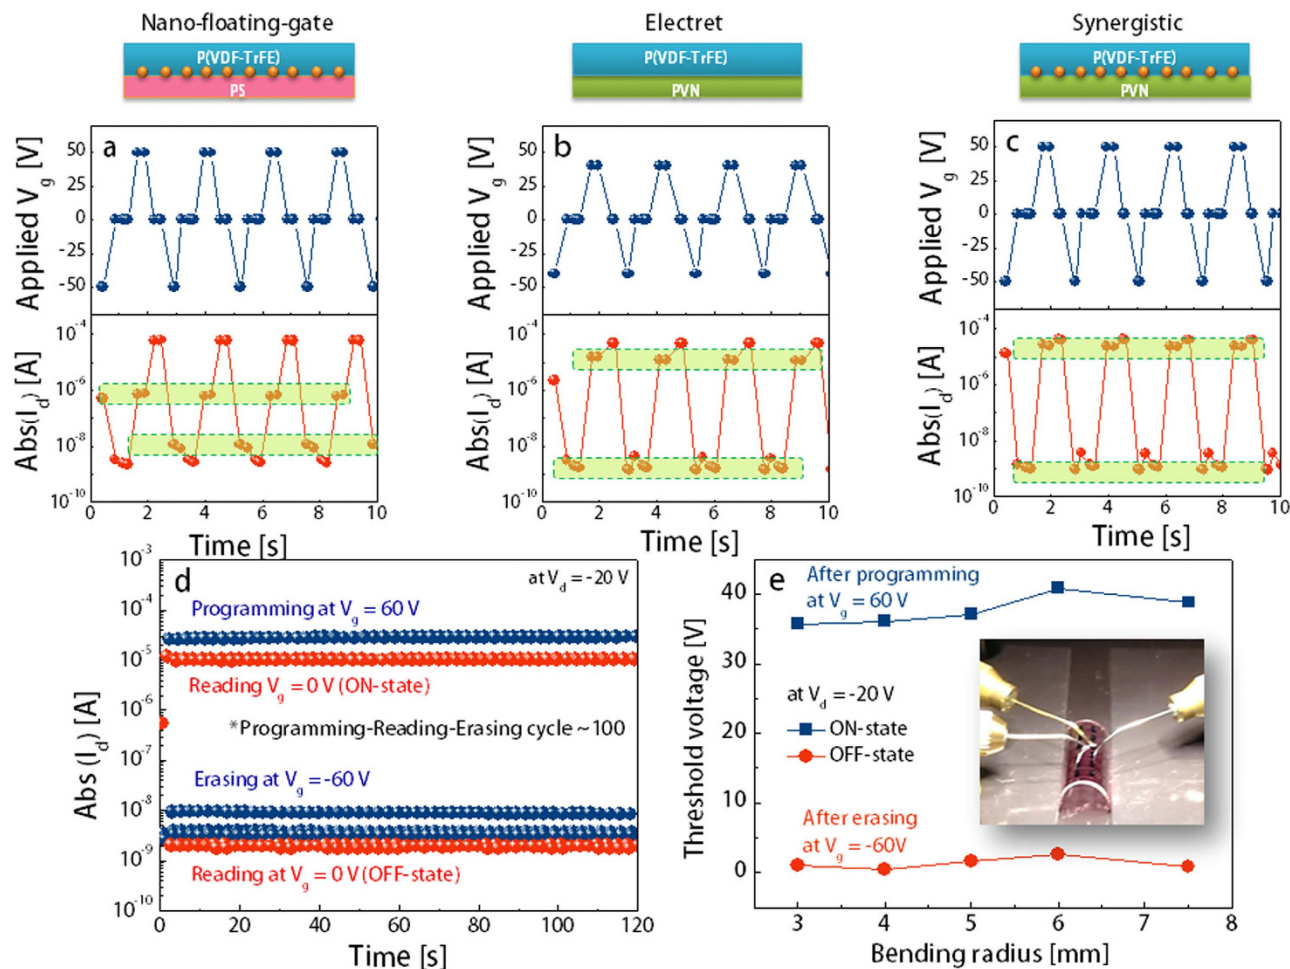 Nano-floating-gate
Electret
Synergistic
P(VDF-TrFE)
PS
P(VDF-TrFE)
PVN
P(VDF-TrFE)
PVN
a
Applied V_g [V]
50
25
0
-25
-50
Abs(I_d) [A]
10^-4
10^-6
10^-8
10^-10
0 2 4 6 8 10
Time [s]
b
Applied V_g [V]
50
25
0
-25
-50
Abs(I_d) [A]
10^-4
10^-6
10^-8
10^-10
0 2 4 6 8 10
Time [s]
c
Applied V_g [V]
50
25
0
-25
-50
Abs(I_d) [A]
10^-4
10^-6
10^-8
10^-10
0 2 4 6 8 10
Time [s]
d
at V_d = -20 V
Programming at V_g = 60 V
Reading V_g = 0 V (ON-state)
*Programming-Reading-Erasing cycle ~100
Erasing at V_g = -60 V
Reading at V_g = 0 V (OFF-state)
Abs (I_d) [A]
10^-3
10^-4
10^-5
10^-6
10^-7
10^-8
10^-9
10^-10
0 20 40 60 80 100 120
Time [s]
e
After programming
at V_g = 60 V
at V_d = -20 V
ON-state
OFF-state
After erasing
at V_g = -60V
Threshold voltage [V]
40
30
20
10
0
3 4 5 6 7 8
Bending radius [mm]